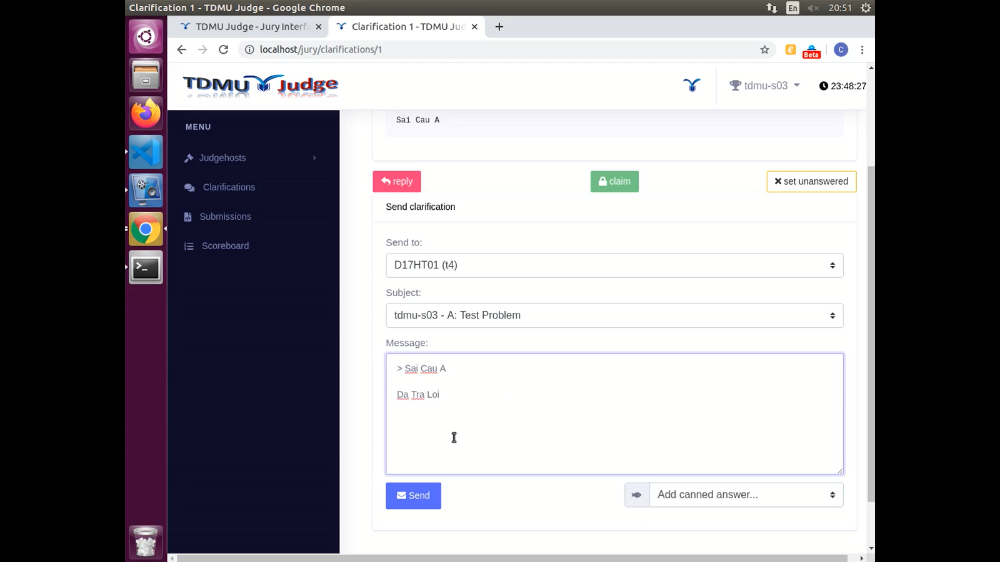 Clarification 1 - TDMU Judge - Google Chrome
En
20:51
TDMU Judge - Jury Interfa
Clarification 1 - TDMU Jud
localhost/jury/clarifications/1
Beta
C
TDMU Judge
tdmu-s03
23:48:27
MENU
Judgehosts
Clarifications
Submissions
Scoreboard
Sai Cau A
reply
claim
set unanswered
Send clarification
Send to:
D17HT01 (t4)
Subject:
tdmu-s03 - A: Test Problem
Message:
> Sai Cau A
Da Tra Loi
Send
Add canned answer...